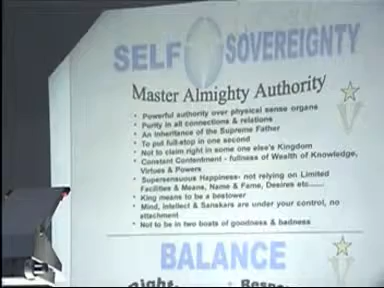 SELF SOVEREIGNTY
Master Almighty Authority
• Powerful authority over physical sense organs
• Purity in all connections & relations
• An inheritance of the Supreme Father
• To put full-stop in one second
• Not to claim right in some one else's Kingdom
• Constant Contentment - fullness of Wealth of Knowledge,
Virtues & Powers
• Supersensuous Happiness- not relying on Limited
Facilities & Means, Name & Fame, Desires etc......
• King means to be a bestower
• Mind, Intellect & Sanskars are under your control, no
attachment
• Not to be in two boats of goodness & badness
BALANCE
Right,